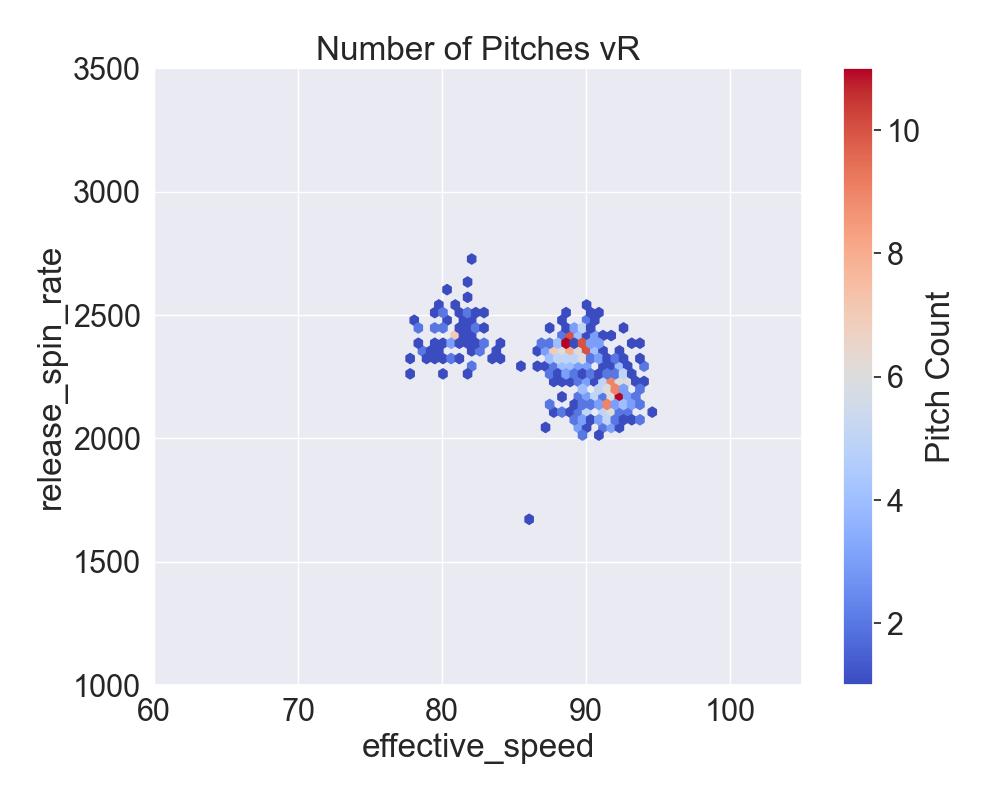 Number of Pitches vR
3500
3000
2500
2000
1500
1000
release_spin_rate
60 70 80 90 100
effective_speed
10
8
6
4
2
Pitch Count